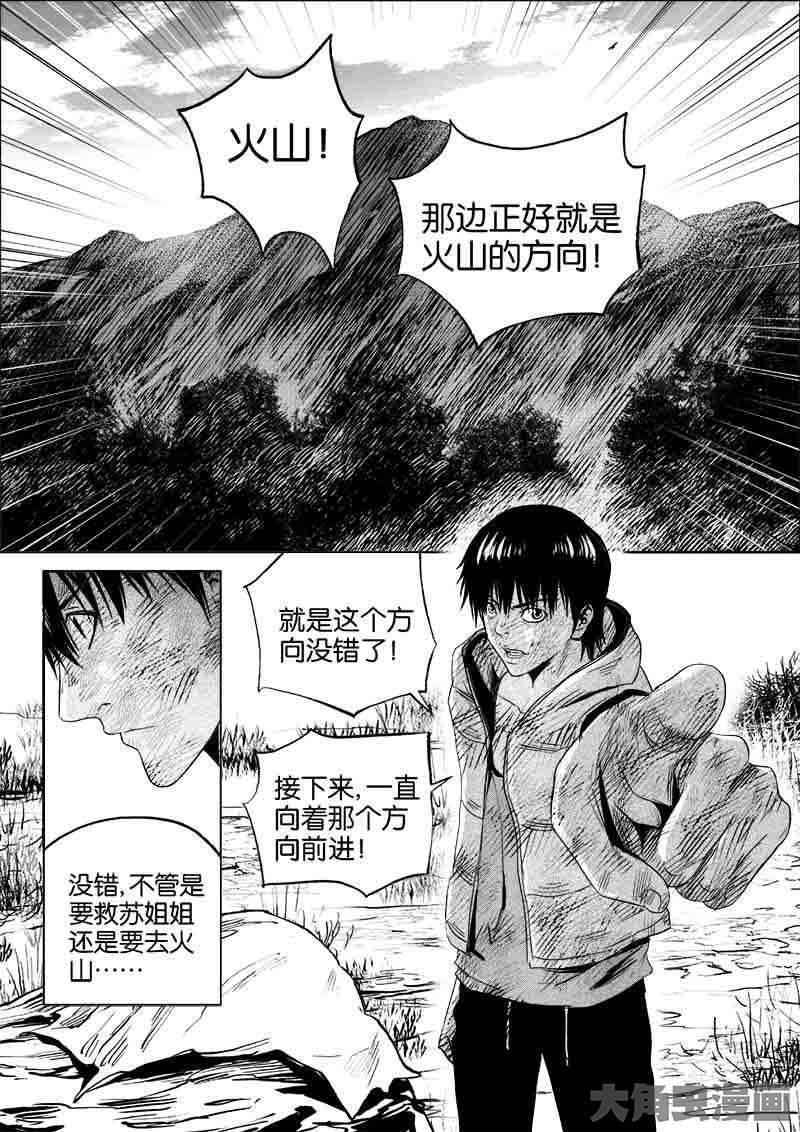 火山！
那边正好就是
火山的方向！
就是这个方
向没错了！
接下来，一直
向着那个方
向前进！
没错，不管是
要救苏姐姐
还是要去火
山……
大角虫漫画